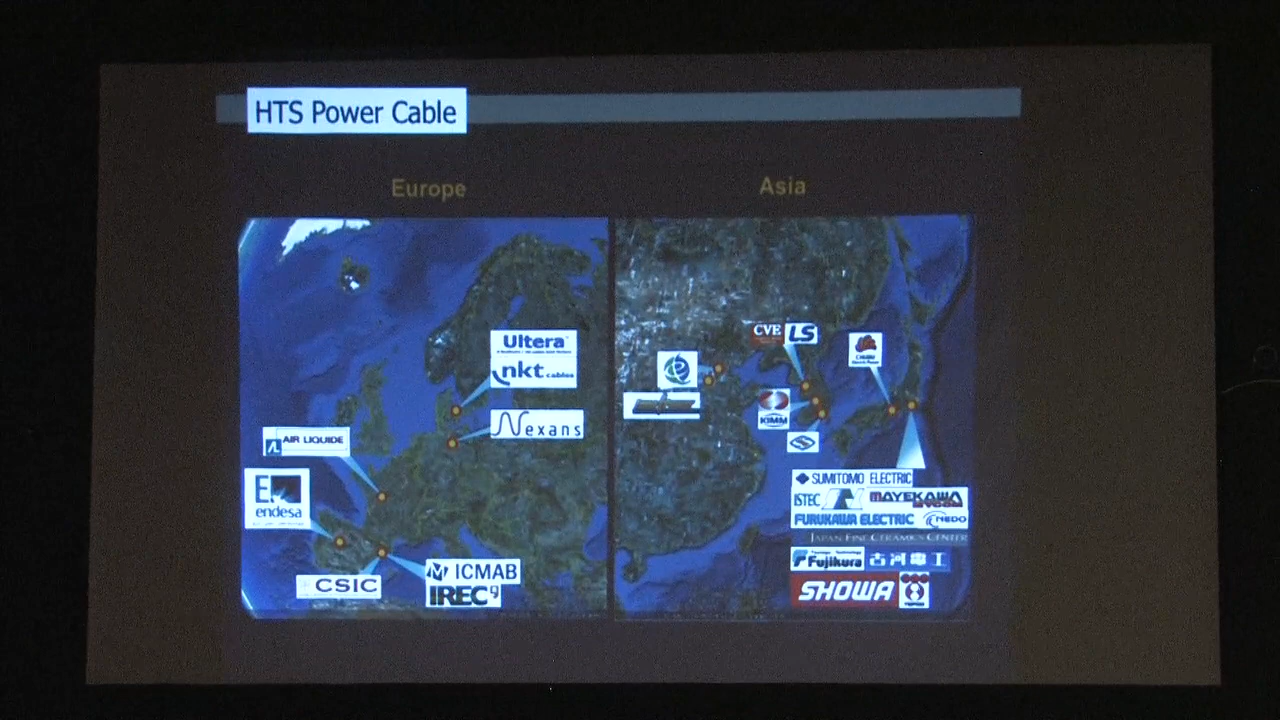 HTS Power Cable
Europe
Asia
Ultera
nkt cables
Nexans
AIR LIQUIDE
endesa
CSIC
ICMAB
IREC
CVE
LS
KIMM
SUMITOMO ELECTRIC
ISTEC
MAYEKAWA
MYCOM
FURUKAWA ELECTRIC
NEDO
JAPAN FINE CERAMICS CENTER
Fujikura
古河電工
SHOWA